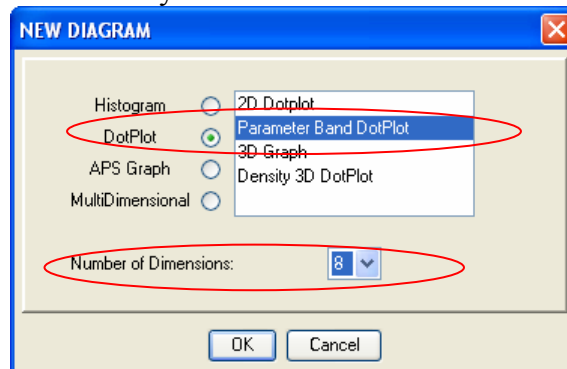 NEW DIAGRAM
Histogram
DotPlot
APS Graph
MultiDimensional
2D Dotplot
Parameter Band DotPlot
3D Graph
Density 3D DotPlot
Number of Dimensions: 8
OK Cancel